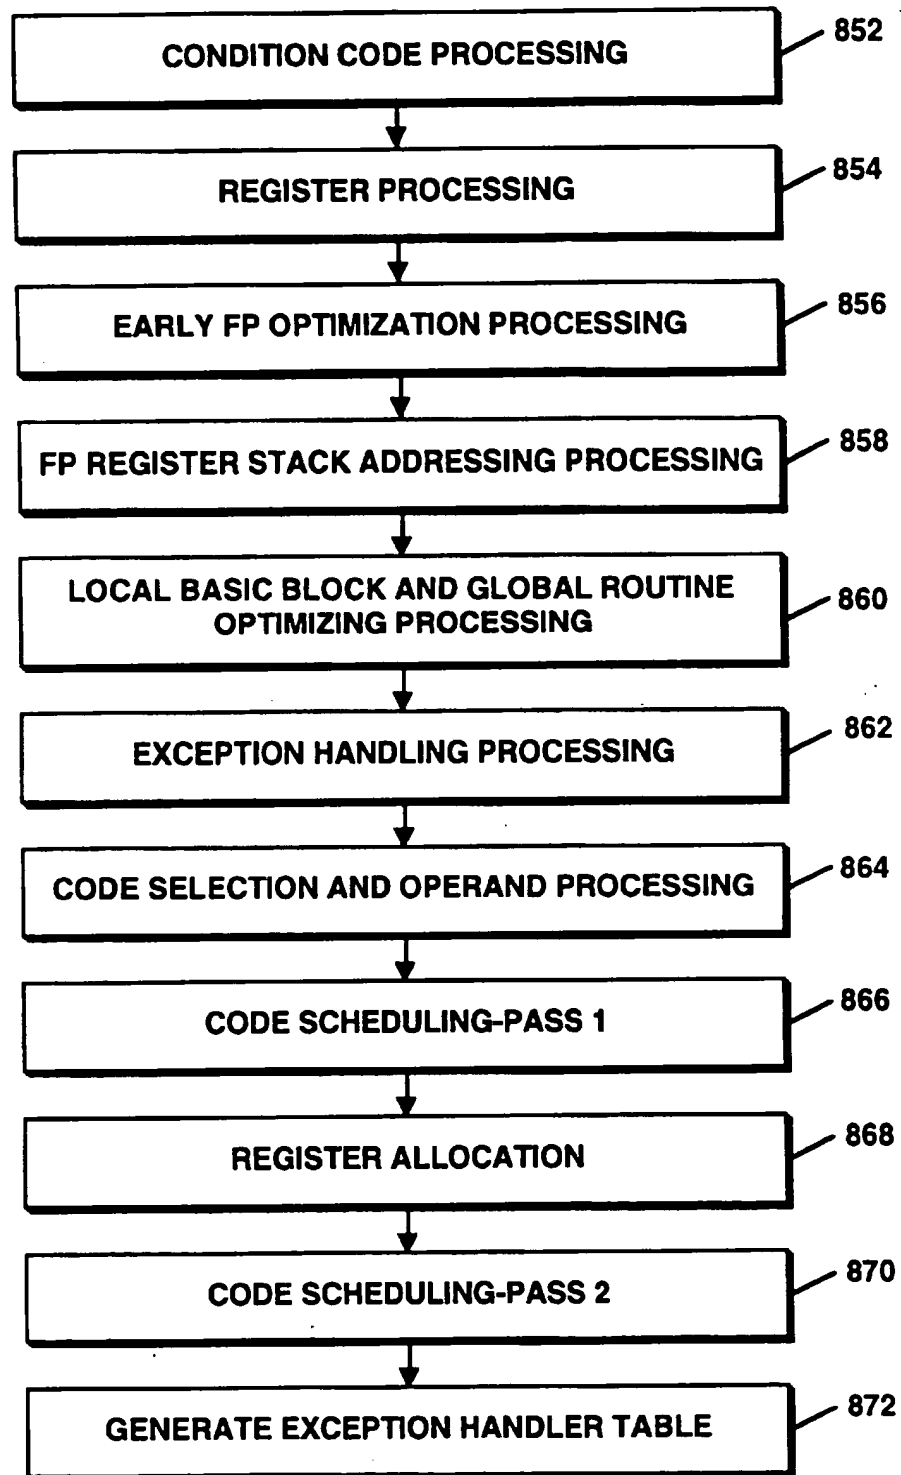 CONDITION CODE PROCESSING
852
REGISTER PROCESSING
854
EARLY FP OPTIMIZATION PROCESSING
856
FP REGISTER STACK ADDRESSING PROCESSING
858
LOCAL BASIC BLOCK AND GLOBAL ROUTINE
OPTIMIZING PROCESSING
860
EXCEPTION HANDLING PROCESSING
862
CODE SELECTION AND OPERAND PROCESSING
864
CODE SCHEDULING-PASS 1
866
REGISTER ALLOCATION
868
CODE SCHEDULING-PASS 2
870
GENERATE EXCEPTION HANDLER TABLE
872